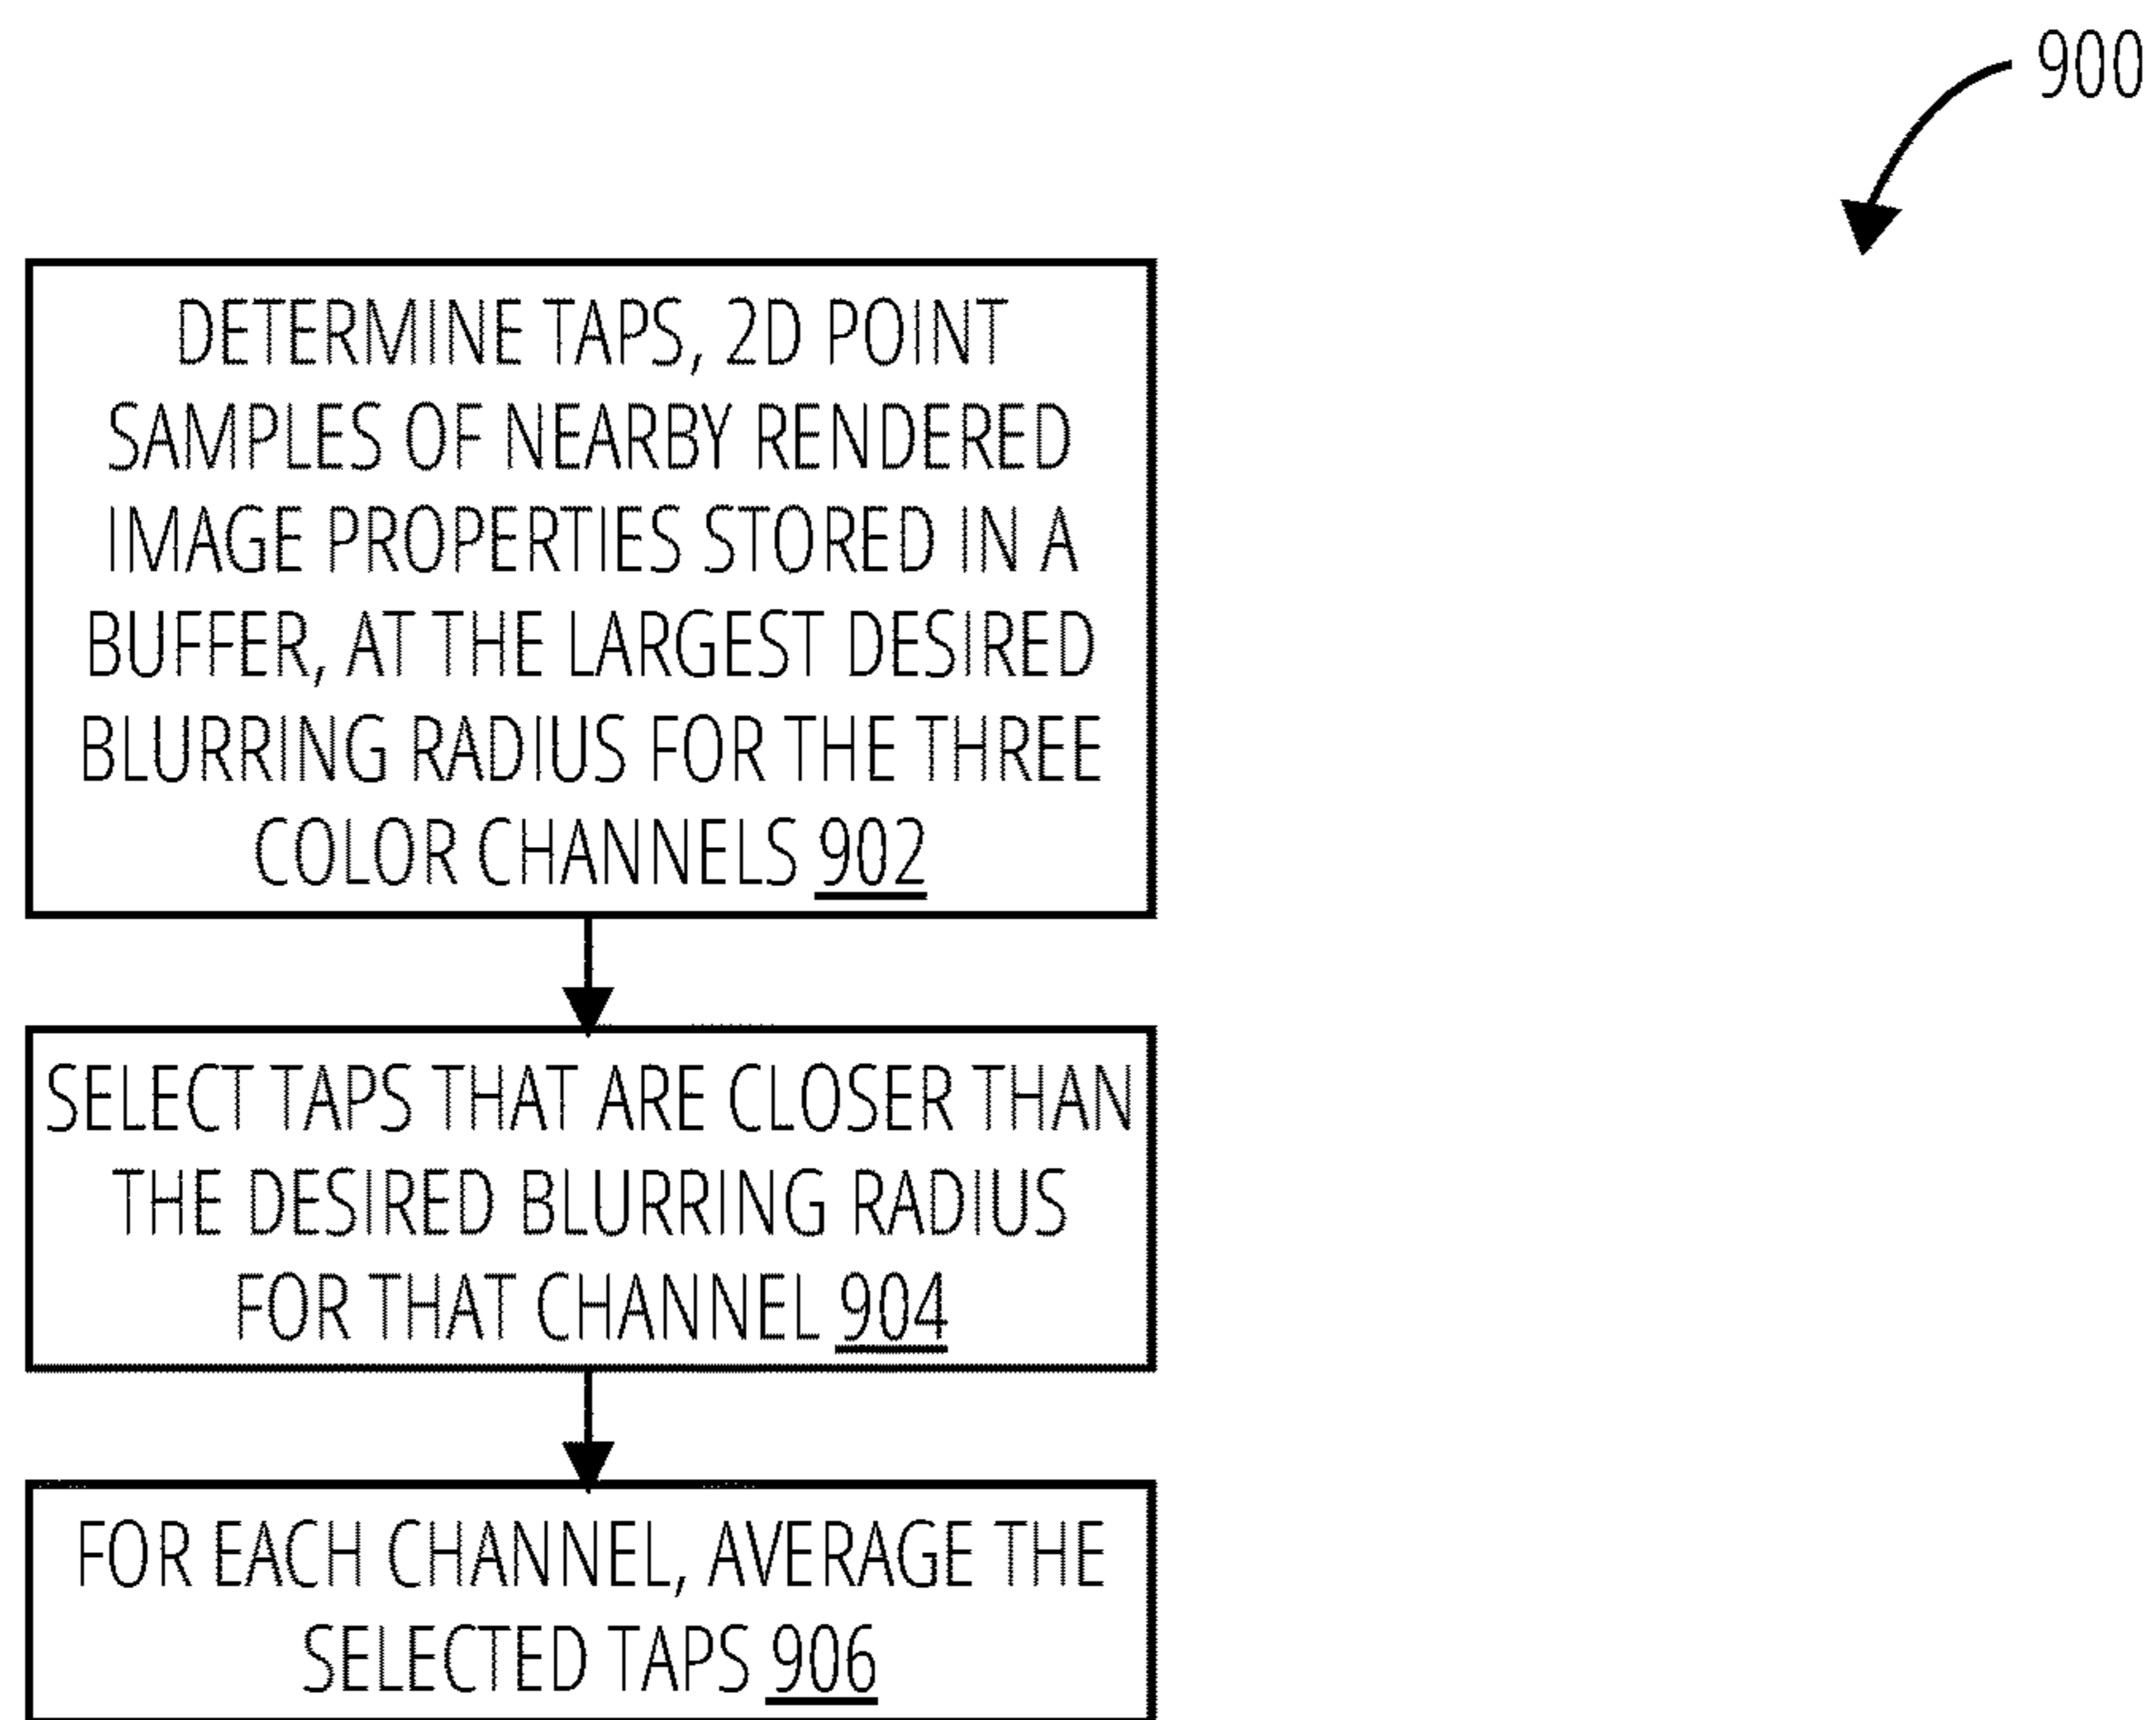 900
DETERMINE TAPS, 2D POINT
SAMPLES OF NEARBY RENDERED
IMAGE PROPERTIES STORED IN A
BUFFER, AT THE LARGEST DESIRED
BLURRING RADIUS FOR THE THREE
COLOR CHANNELS 902
SELECT TAPS THAT ARE CLOSER THAN
THE DESIRED BLURRING RADIUS
FOR THAT CHANNEL 904
FOR EACH CHANNEL, AVERAGE THE
SELECTED TAPS 906